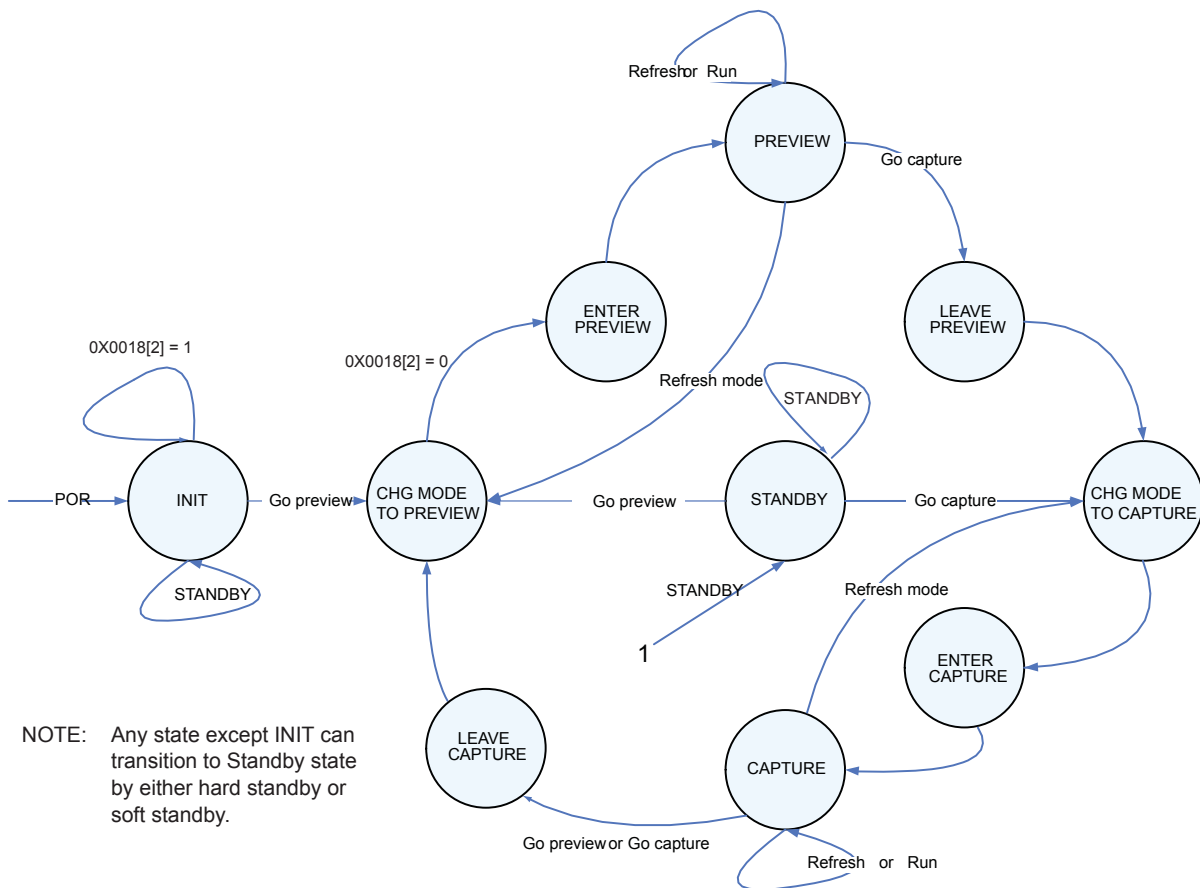 Refresh or Run
PREVIEW
Go capture
ENTER
PREVIEW
LEAVE
PREVIEW
0X0018[2] = 1
0X0018[2] = 0
Refresh mode
STANDBY
POR
INIT
Go preview
CHG MODE
TO PREVIEW
Go preview
STANDBY
Go capture
CHG MODE
TO CAPTURE
STANDBY
STANDBY
Refresh mode
1
ENTER
CAPTURE
NOTE: Any state except INIT can
transition to Standby state
by either hard standby or
soft standby.
LEAVE
CAPTURE
CAPTURE
Go preview or Go capture
Refresh or Run